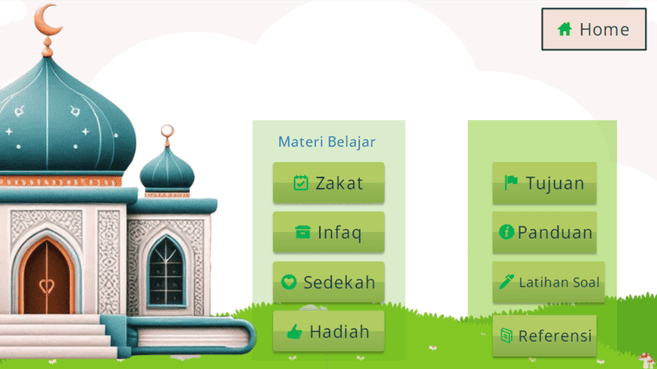 Home
Materi Belajar
Zakat
Infaq
Sedekah
Hadiah
Tujuan
Panduan
Latihan Soal
Referensi